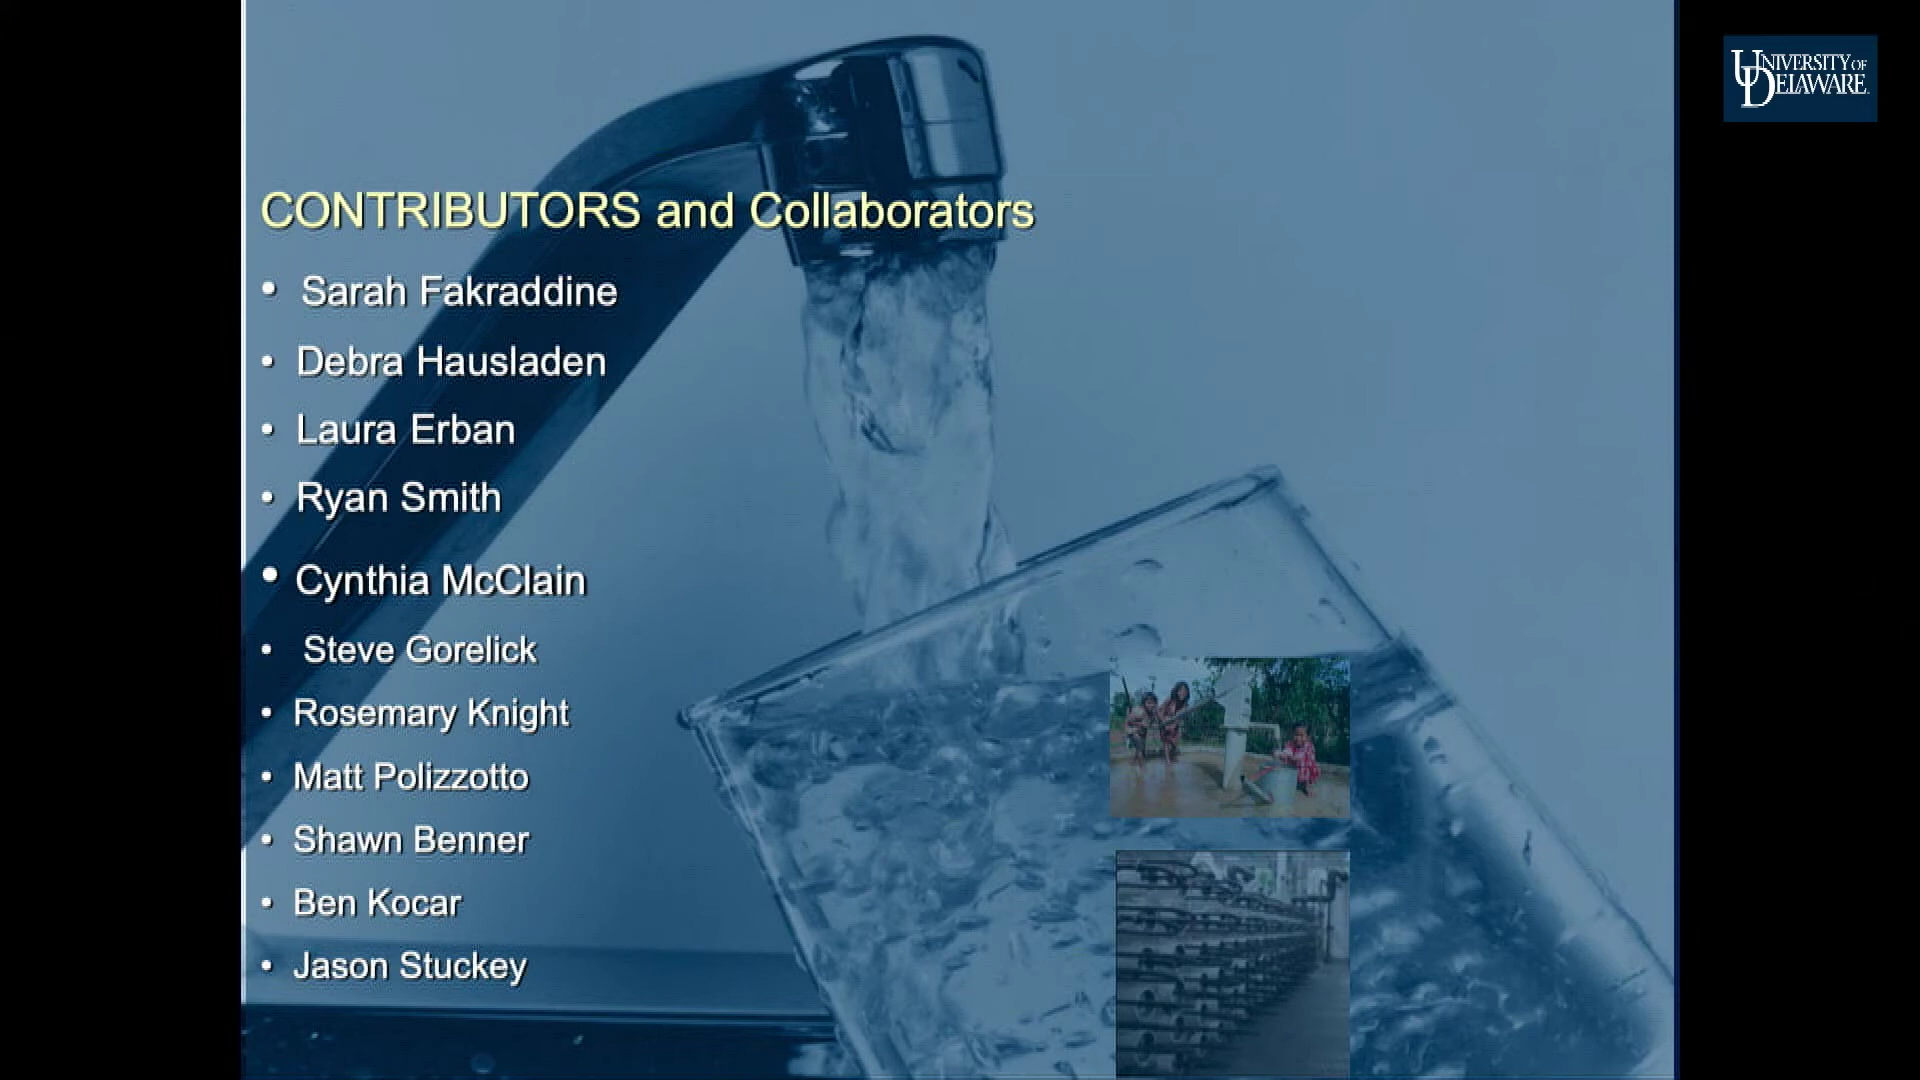 UNIVERSITY OF
DELAWARE
CONTRIBUTORS and Collaborators
• Sarah Fakraddine
• Debra Hausladen
• Laura Erban
• Ryan Smith
• Cynthia McClain
• Steve Gorelick
• Rosemary Knight
• Matt Polizzotto
• Shawn Benner
• Ben Kocar
• Jason Stuckey